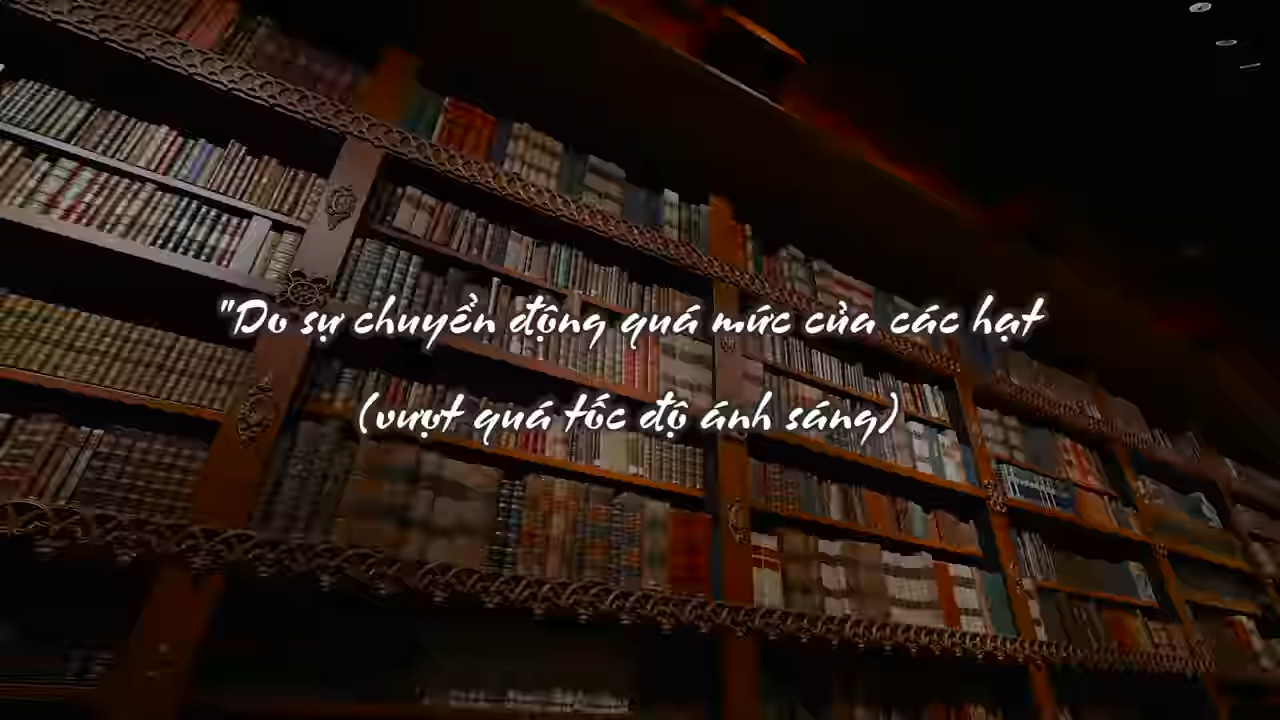 "Do sự chuyển động quá mức của các hạt
(vượt quá tốc độ ánh sáng)